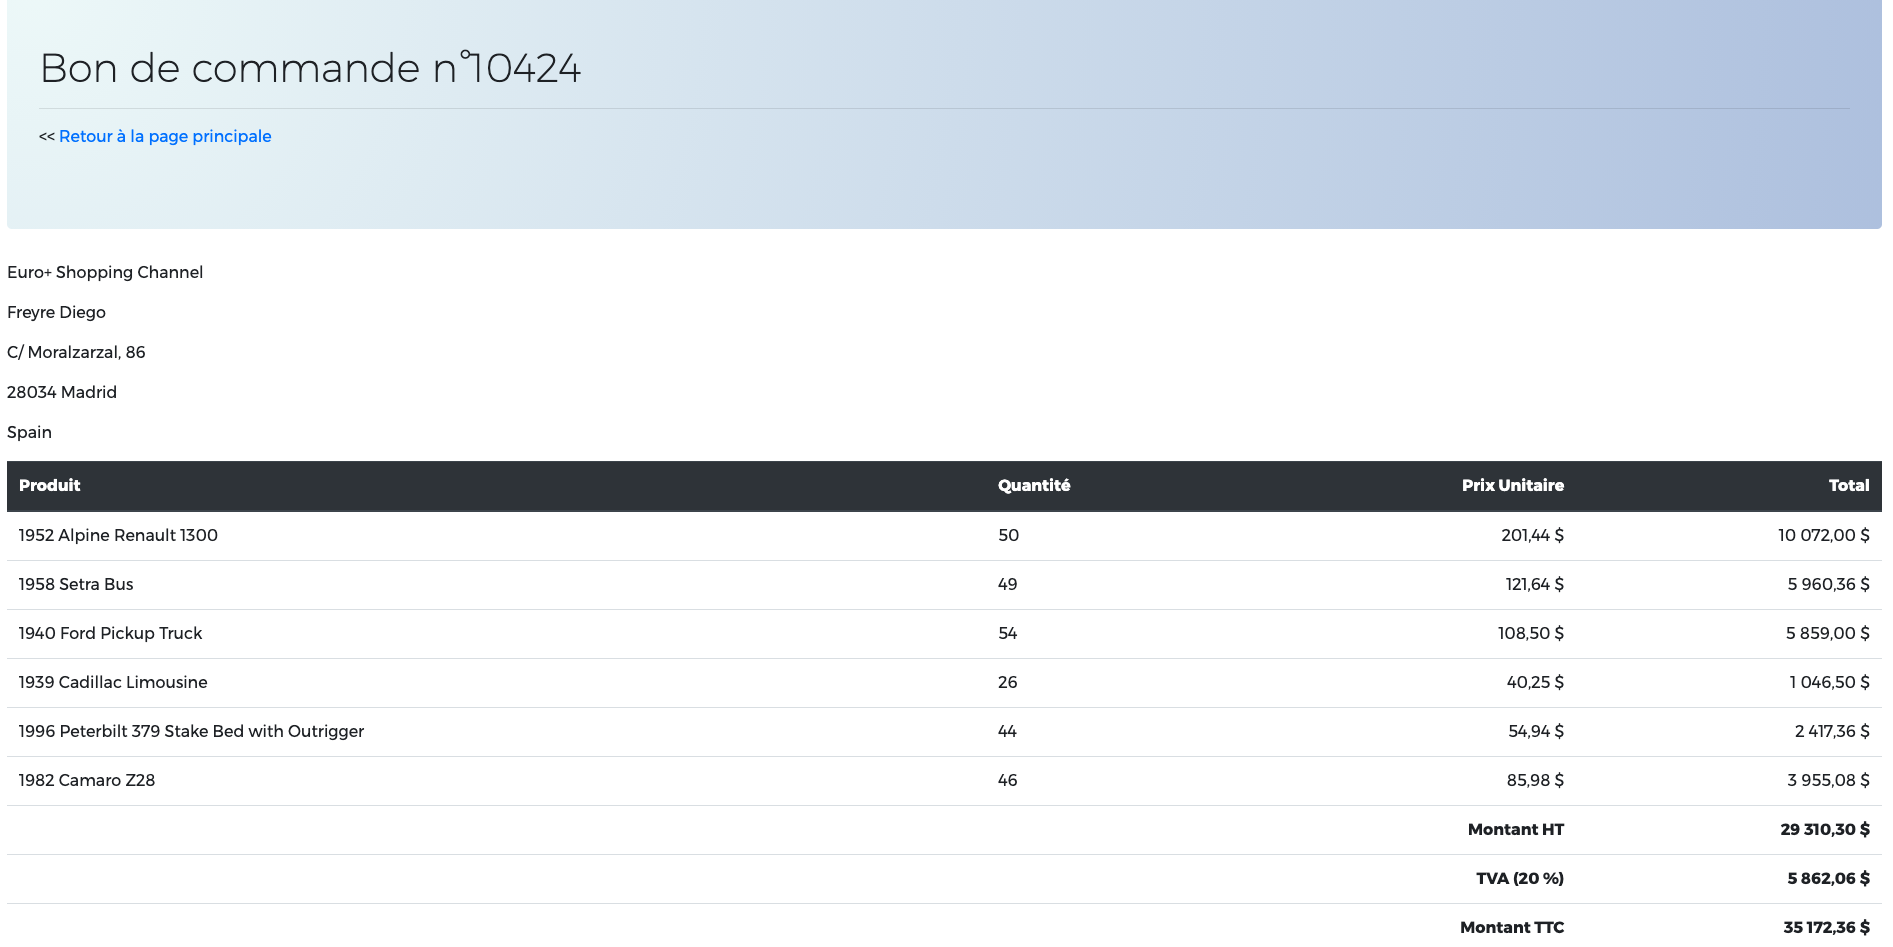 Bon de commande n°10424
<< Retour à la page principale
Euro+ Shopping Channel
Freyre Diego
C/ Moralzarzal, 86
28034 Madrid
Spain
Produit Quantité Prix Unitaire Total
1952 Alpine Renault 1300 50 201,44 $ 10 072,00 $
1958 Setra Bus 49 121,64 $ 5 960,36 $
1940 Ford Pickup Truck 54 108,50 $ 5 859,00 $
1939 Cadillac Limousine 26 40,25 $ 1 046,50 $
1996 Peterbilt 379 Stake Bed with Outrigger 44 54,94 $ 2 417,36 $
1982 Camaro Z28 46 85,98 $ 3 955,08 $
Montant HT 29 310,30 $
TVA (20 %) 5 862,06 $
Montant TTC 35 172,36 $